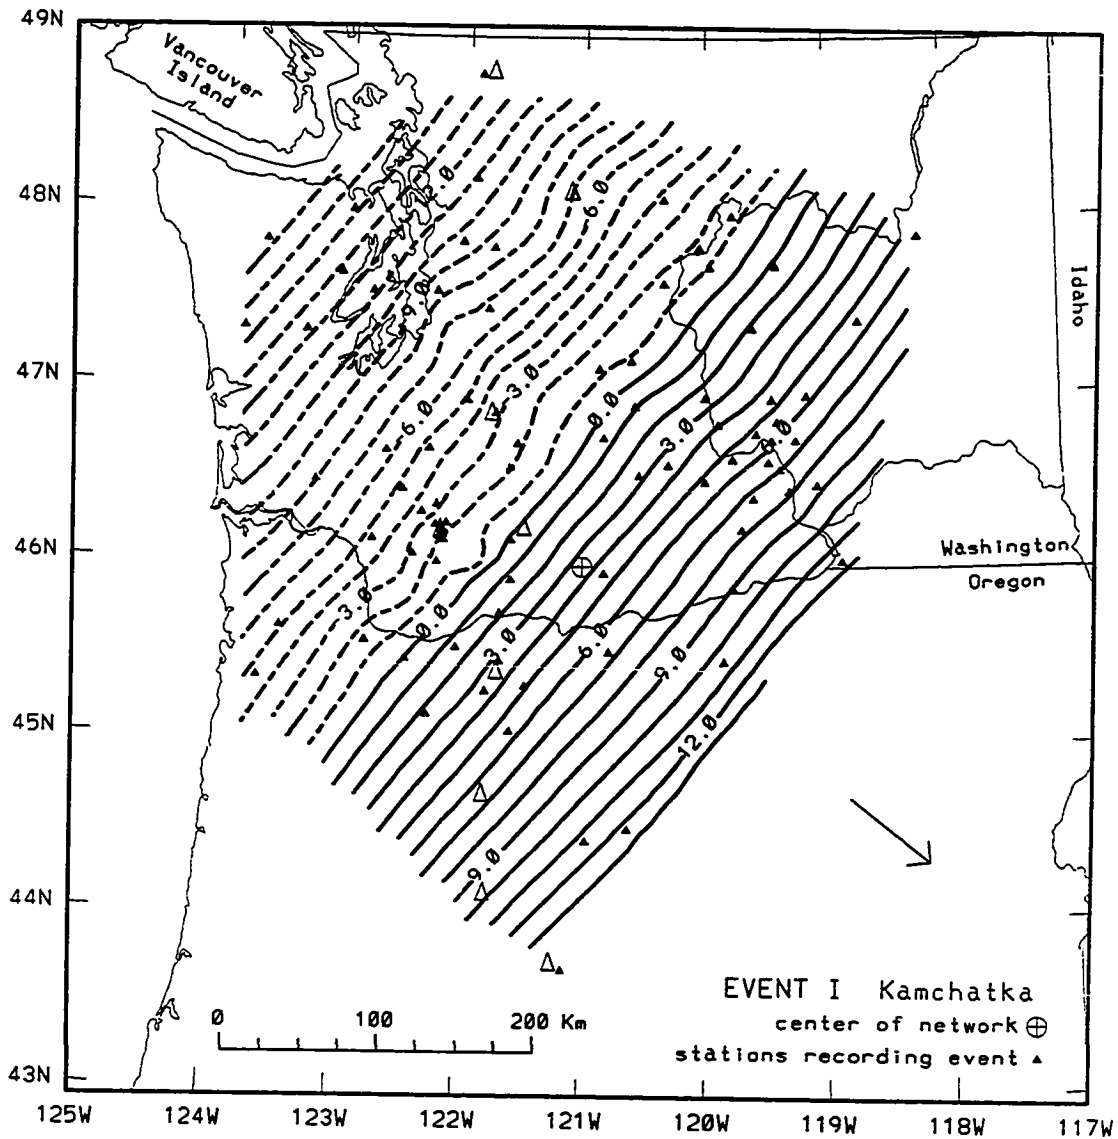 49N
Vancouver
Island
48N
-6.0
-9.0
Idaho
47N
-3.0
-6.0
0.0
3.0
6.0
46N
Washington
Oregon
-3.0
0.0
3.0
6.0
9.0
45N
12.0
9.0
44N
EVENT I Kamchatka
0 100 200 Km
center of network
stations recording event
43N
125W 124W 123W 122W 121W 120W 119W 118W 117W